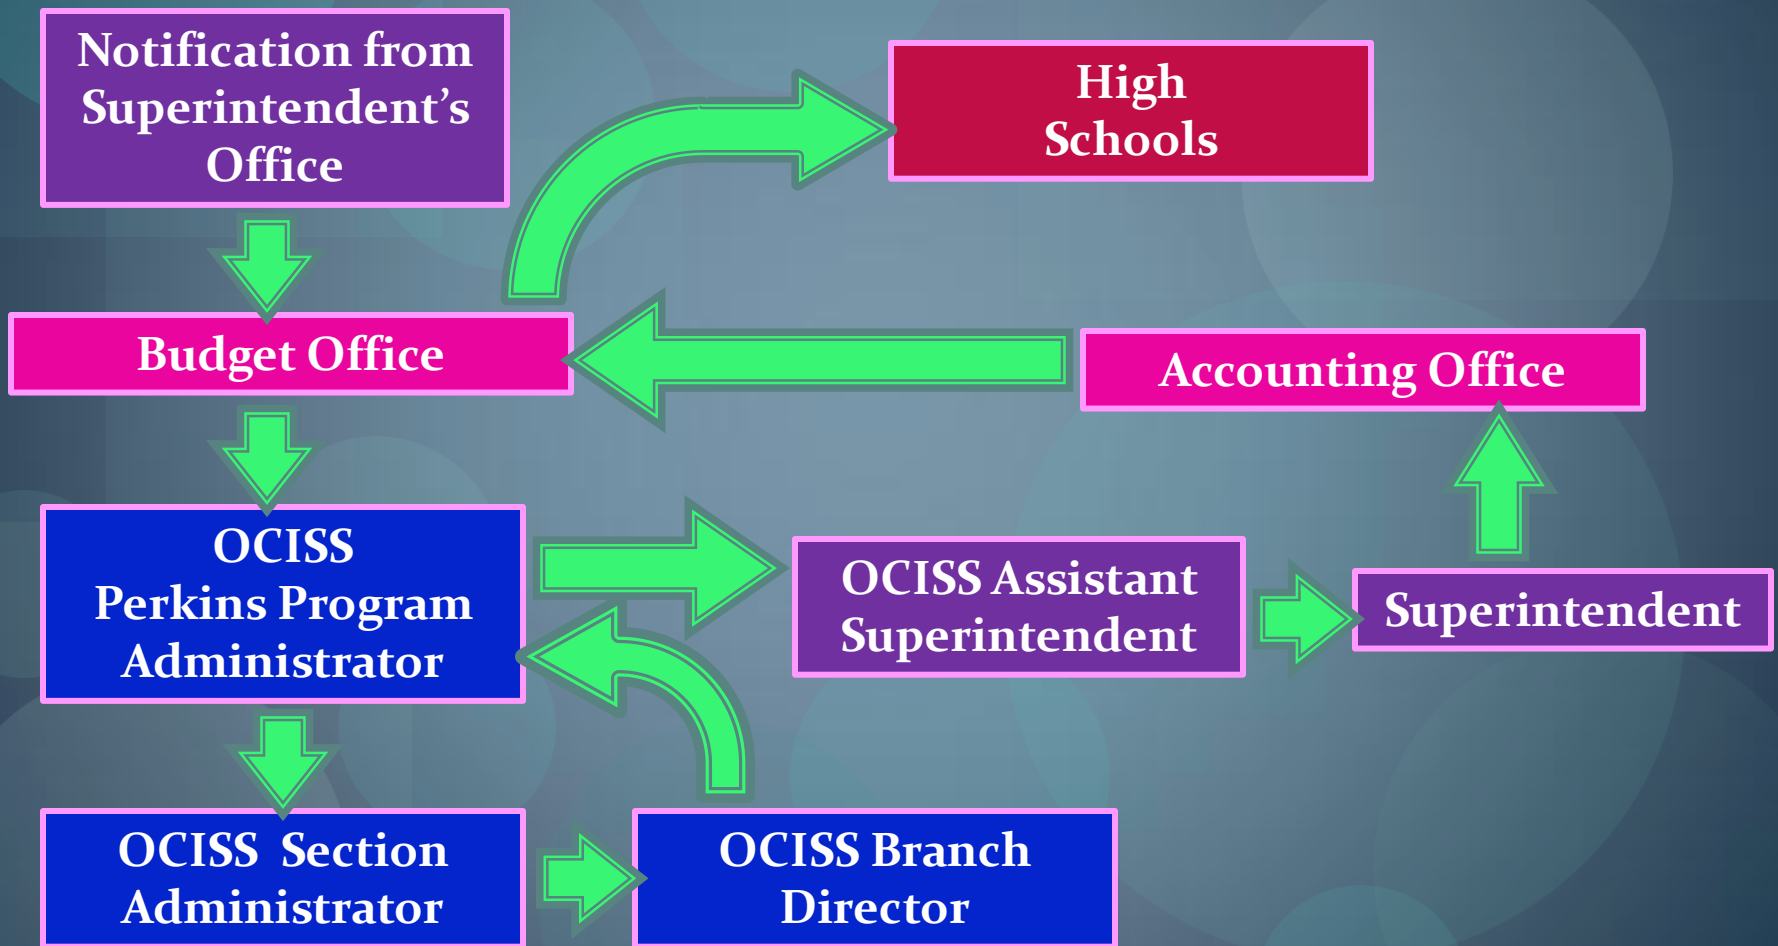 Notification from
Superintendent’s
Office
High
Schools
Budget Office
Accounting Office
OCISS
Perkins Program
Administrator
OCISS Assistant
Superintendent
Superintendent
OCISS  Section
Administrator
OCISS Branch
Director